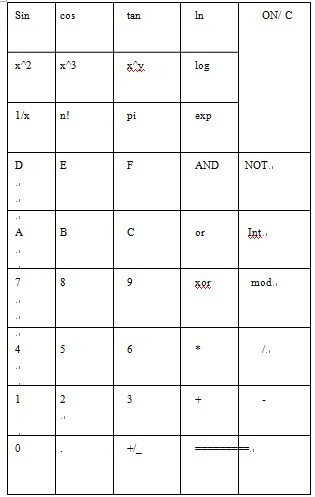 Sin cos tan ln ON/ C
x^2 x^3 x^y log
1/x n! pi exp
D E F AND NOT
A B C or Int
7 8 9 xor mod
4 5 6 * /
1 2 3 + -
0 . +/_ =========